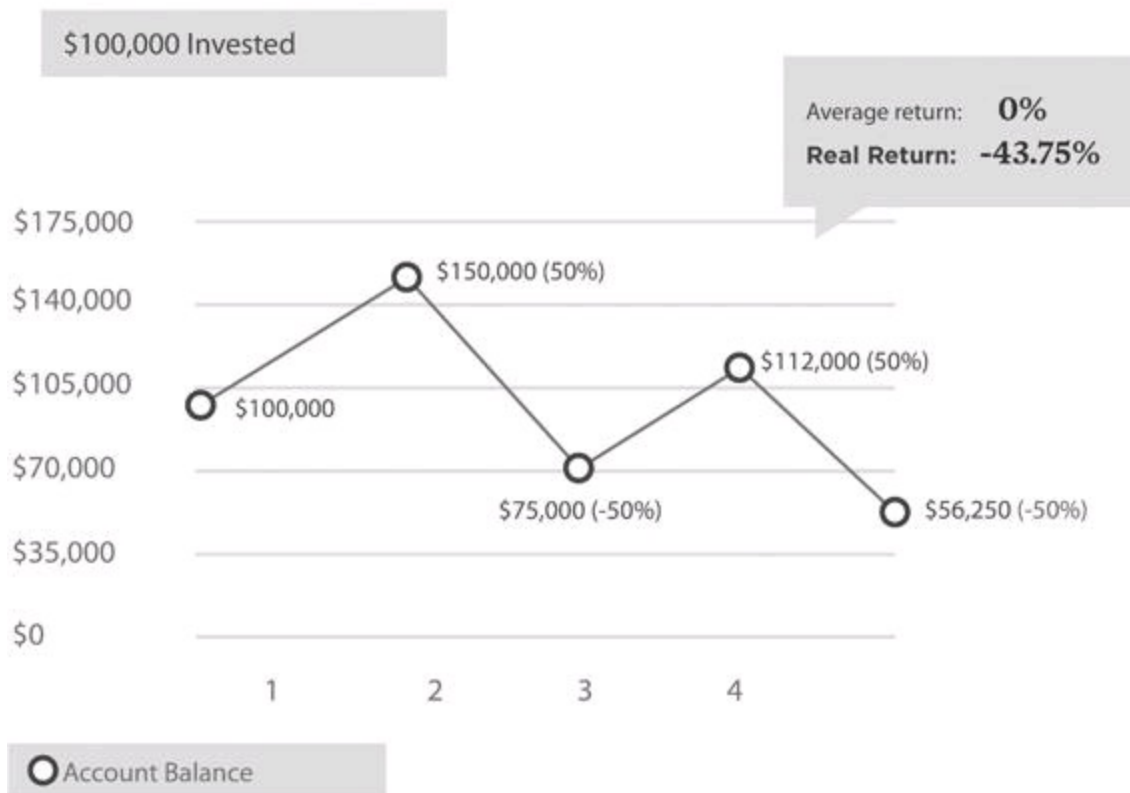 $100,000 Invested
Average return: 0%
Real Return: -43.75%
$175,000
$150,000 (50%)
$140,000
$112,000 (50%)
$105,000
$100,000
$70,000
$75,000 (-50%)
$56,250 (-50%)
$35,000
$0
1 2 3 4
Account Balance